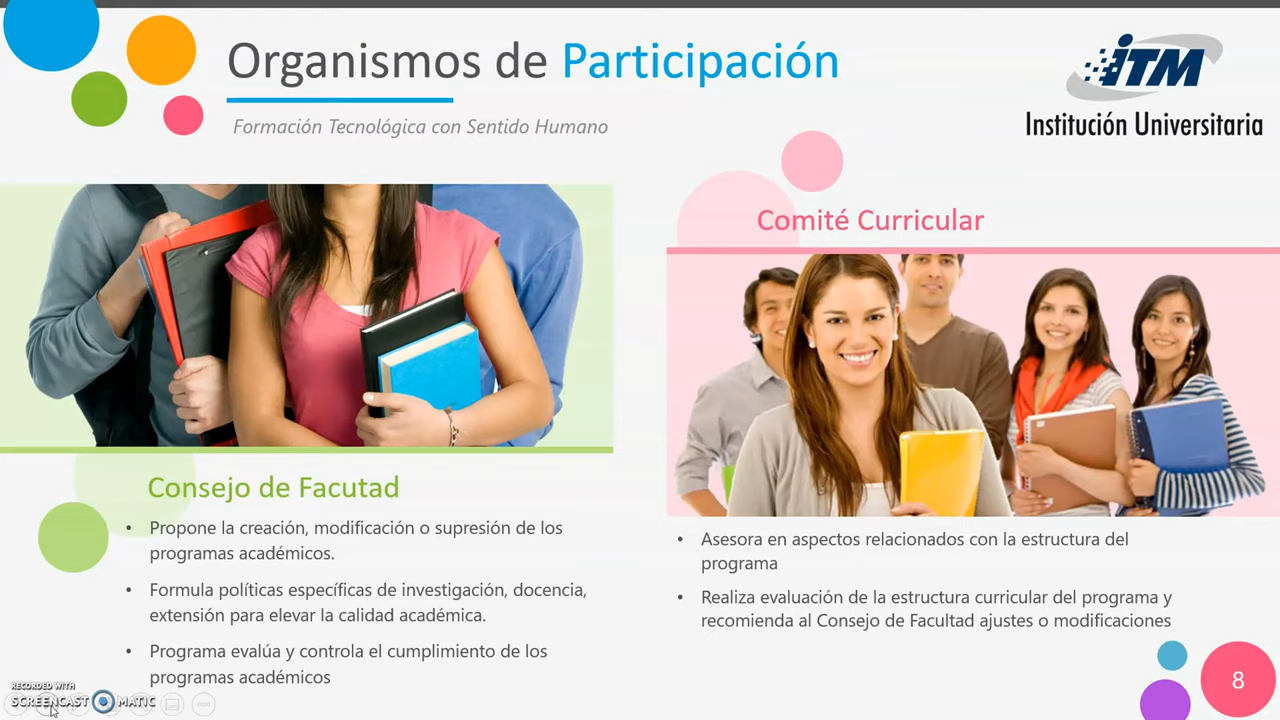 Organismos de Participación
Formación Tecnológica con Sentido Humano
iTM
Institución Universitaria
Consejo de Facutad
• Propone la creación, modificación o supresión de los
programas académicos.
• Formula políticas específicas de investigación, docencia,
extensión para elevar la calidad académica.
• Programa evalúa y controla el cumplimiento de los
programas académicos
Comité Curricular
• Asesora en aspectos relacionados con la estructura del
programa
• Realiza evaluación de la estructura curricular del programa y
recomienda al Consejo de Facultad ajustes o modificaciones
8
RECORDED WITH
SCREENCAST MATIC